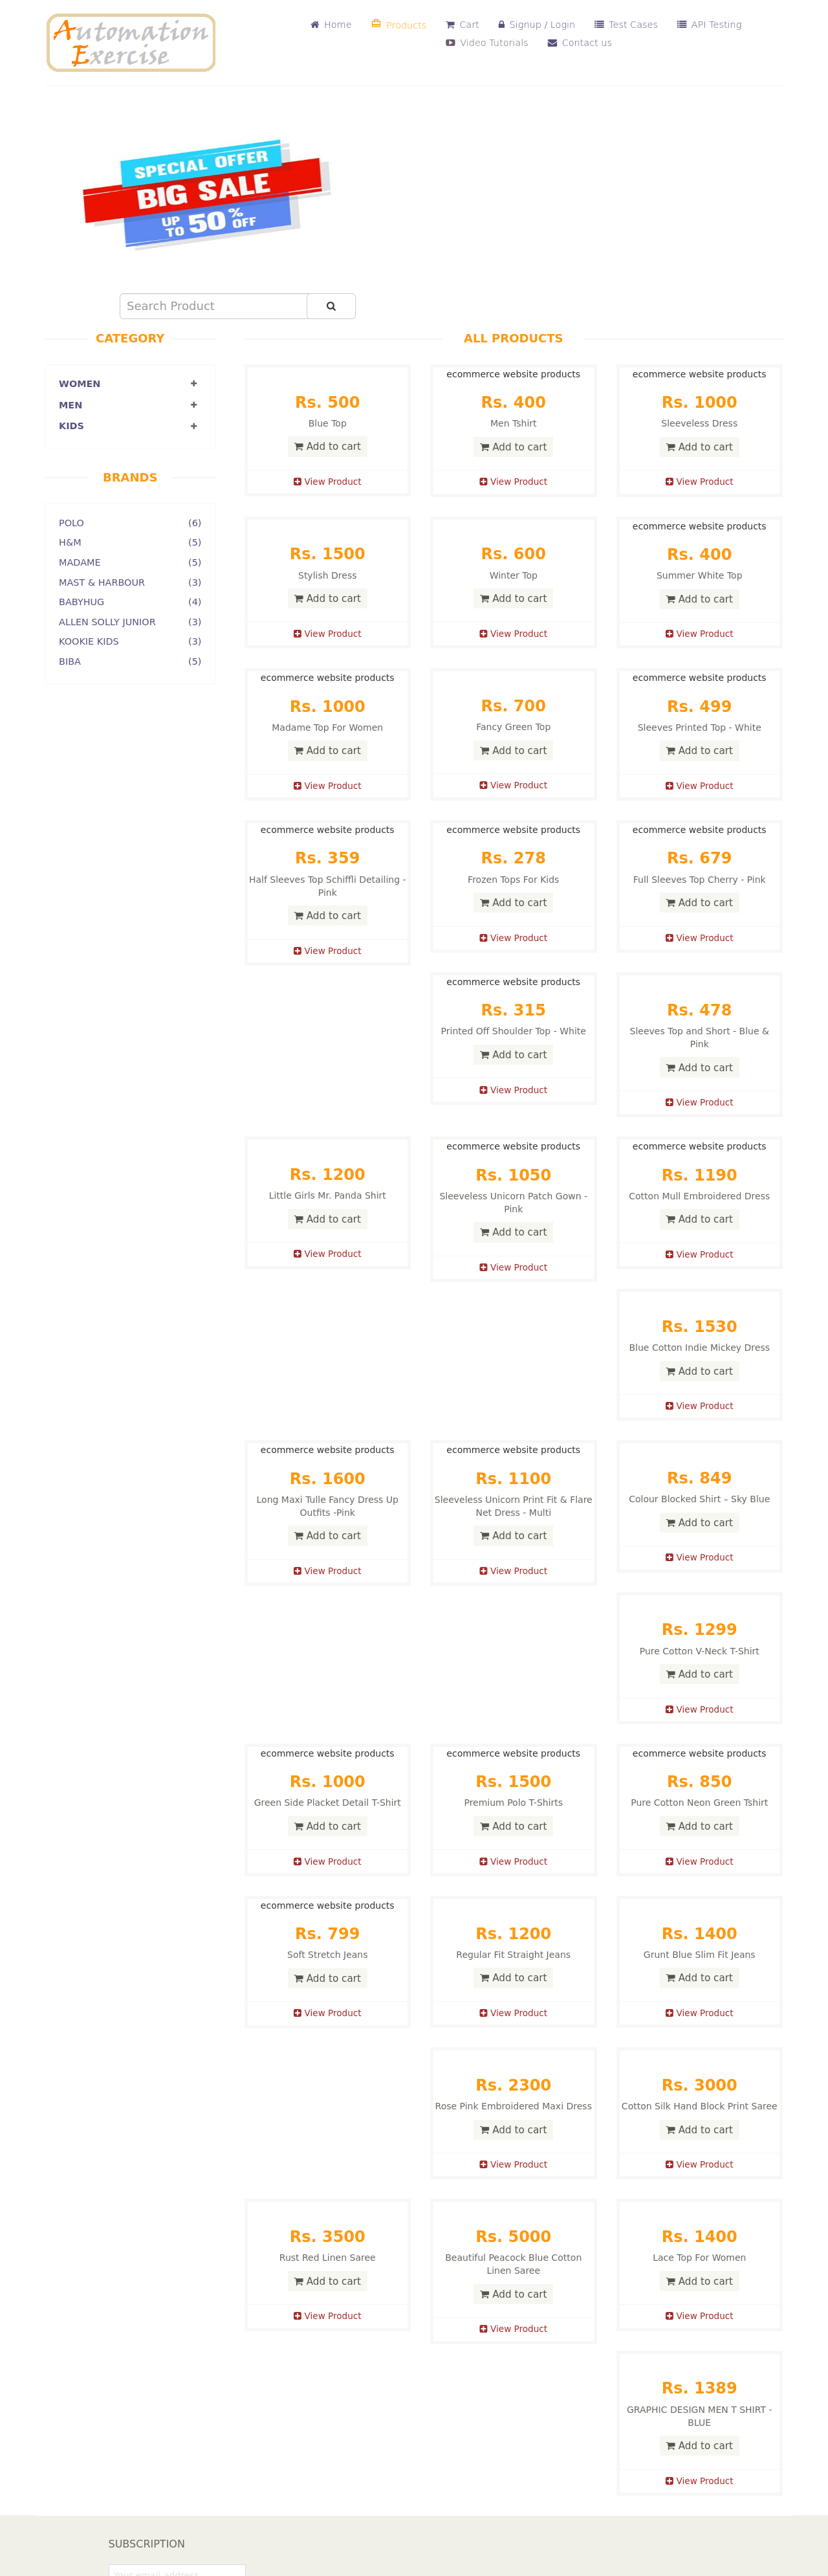 Automation
Exercise
Home
Products
Cart
Signup / Login
Test Cases
API Testing
Video Tutorials
Contact us
SPECIAL OFFER
BIG SALE
UP TO 50% OFF
Search Product
CATEGORY
WOMEN
MEN
KIDS
BRANDS
POLO (6)
H&M (5)
MADAME (5)
MAST & HARBOUR (3)
BABYHUG (4)
ALLEN SOLLY JUNIOR (3)
KOOKIE KIDS (3)
BIBA (5)
ALL PRODUCTS
Rs. 500
Blue Top
Add to cart
View Product
ecommerce website products
Rs. 400
Men Tshirt
Add to cart
View Product
ecommerce website products
Rs. 1000
Sleeveless Dress
Add to cart
View Product
Rs. 1500
Stylish Dress
Add to cart
View Product
Rs. 600
Winter Top
Add to cart
View Product
ecommerce website products
Rs. 400
Summer White Top
Add to cart
View Product
ecommerce website products
Rs. 1000
Madame Top For Women
Add to cart
View Product
Rs. 700
Fancy Green Top
Add to cart
View Product
ecommerce website products
Rs. 499
Sleeves Printed Top - White
Add to cart
View Product
ecommerce website products
Rs. 359
Half Sleeves Top Schiffli Detailing -
Pink
Add to cart
View Product
ecommerce website products
Rs. 278
Frozen Tops For Kids
Add to cart
View Product
ecommerce website products
Rs. 679
Full Sleeves Top Cherry - Pink
Add to cart
View Product
ecommerce website products
Rs. 315
Printed Off Shoulder Top - White
Add to cart
View Product
Rs. 478
Sleeves Top and Short - Blue &
Pink
Add to cart
View Product
Rs. 1200
Little Girls Mr. Panda Shirt
Add to cart
View Product
ecommerce website products
Rs. 1050
Sleeveless Unicorn Patch Gown -
Pink
Add to cart
View Product
ecommerce website products
Rs. 1190
Cotton Mull Embroidered Dress
Add to cart
View Product
Rs. 1530
Blue Cotton Indie Mickey Dress
Add to cart
View Product
ecommerce website products
Rs. 1600
Long Maxi Tulle Fancy Dress Up
Outfits -Pink
Add to cart
View Product
ecommerce website products
Rs. 1100
Sleeveless Unicorn Print Fit & Flare
Net Dress - Multi
Add to cart
View Product
Rs. 849
Colour Blocked Shirt – Sky Blue
Add to cart
View Product
Rs. 1299
Pure Cotton V-Neck T-Shirt
Add to cart
View Product
ecommerce website products
Rs. 1000
Green Side Placket Detail T-Shirt
Add to cart
View Product
ecommerce website products
Rs. 1500
Premium Polo T-Shirts
Add to cart
View Product
ecommerce website products
Rs. 850
Pure Cotton Neon Green Tshirt
Add to cart
View Product
ecommerce website products
Rs. 799
Soft Stretch Jeans
Add to cart
View Product
Rs. 1200
Regular Fit Straight Jeans
Add to cart
View Product
Rs. 1400
Grunt Blue Slim Fit Jeans
Add to cart
View Product
Rs. 2300
Rose Pink Embroidered Maxi Dress
Add to cart
View Product
Rs. 3000
Cotton Silk Hand Block Print Saree
Add to cart
View Product
Rs. 3500
Rust Red Linen Saree
Add to cart
View Product
Rs. 5000
Beautiful Peacock Blue Cotton
Linen Saree
Add to cart
View Product
Rs. 1400
Lace Top For Women
Add to cart
View Product
Rs. 1389
GRAPHIC DESIGN MEN T SHIRT -
BLUE
Add to cart
View Product
SUBSCRIPTION
Your email address